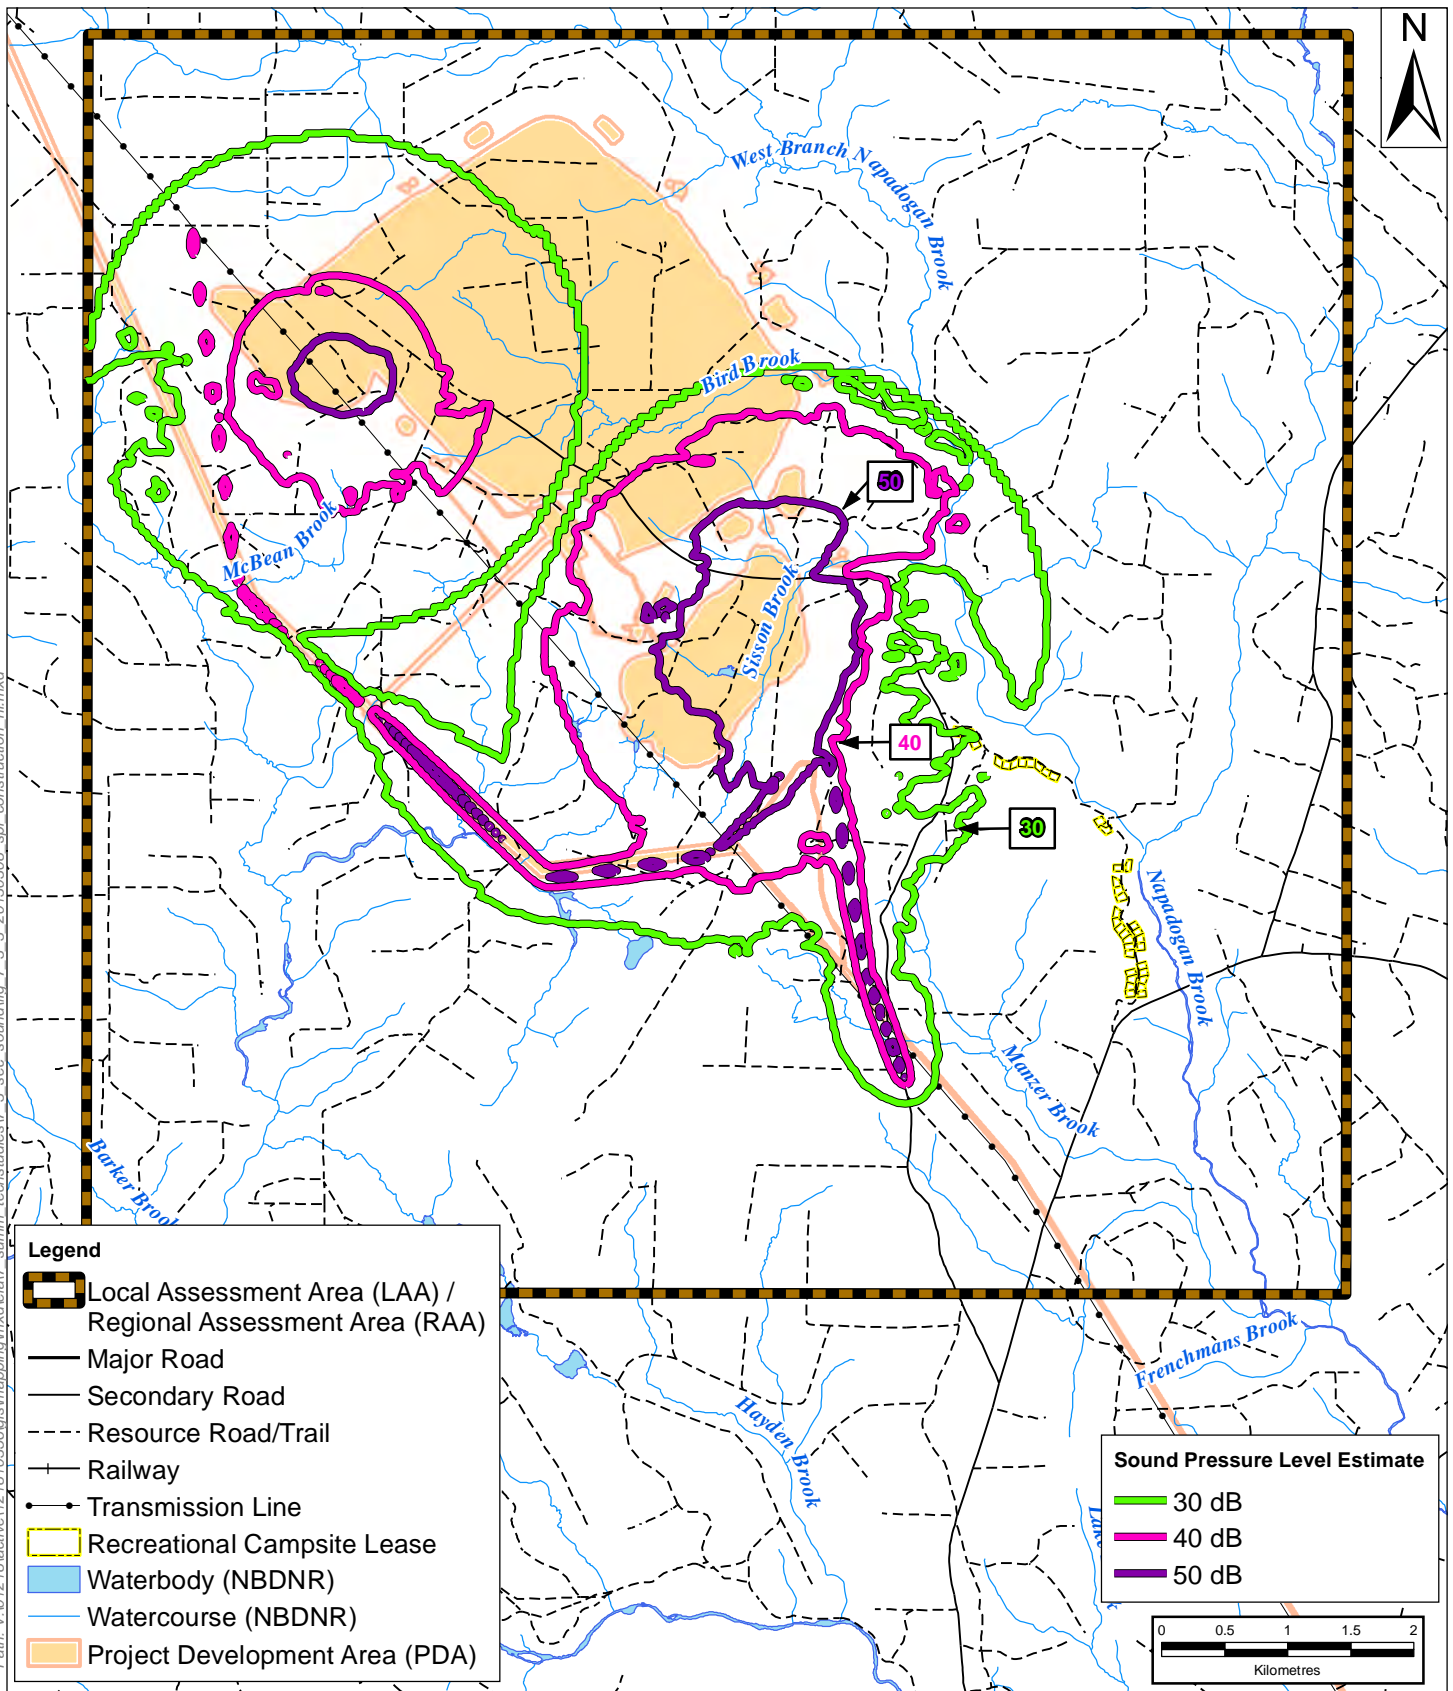 N
West Branch Napadogan Brook
Bird Brook
50
McBean Brook
Sisson Brook
40
30
Napadogan Brook
Manzer Brook
Barker Brook
Frenchmans Brook
Hayden Brook
Legend
Local Assessment Area (LAA) /
Regional Assessment Area (RAA)
Major Road
Secondary Road
Resource Road/Trail
Railway
Transmission Line
Recreational Campsite Lease
Waterbody (NBDNR)
Watercourse (NBDNR)
Project Development Area (PDA)
Sound Pressure Level Estimate
30 dB
40 dB
50 dB
0 0.5 1 1.5 2
Kilometres